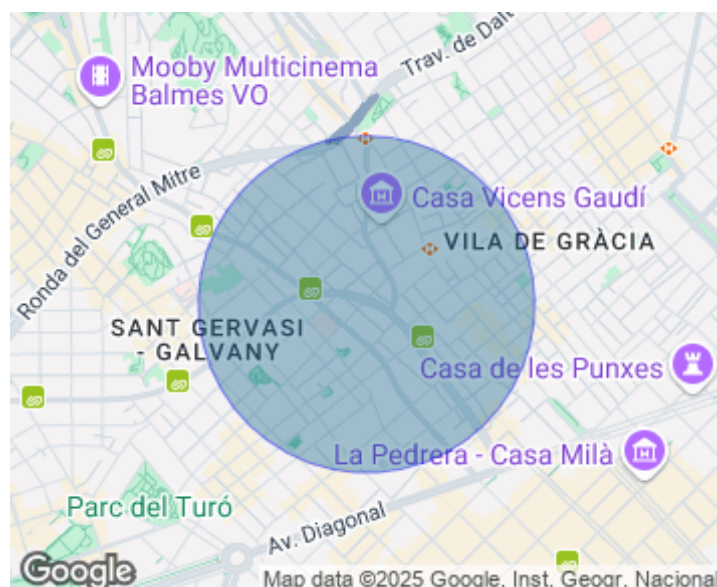 Mooby Multicinema
Balmes VO
Trav. de Dalt
Ronda del General Mitre
Casa Vicens Gaudí
VILA DE GRÀCIA
SANT GERVASI
- GALVANY
Casa de les Punxes
La Pedrera - Casa Milà
Parc del Turó
Av. Diagonal
Google
Map data ©2025 Google, Inst. Geogr. Nacional